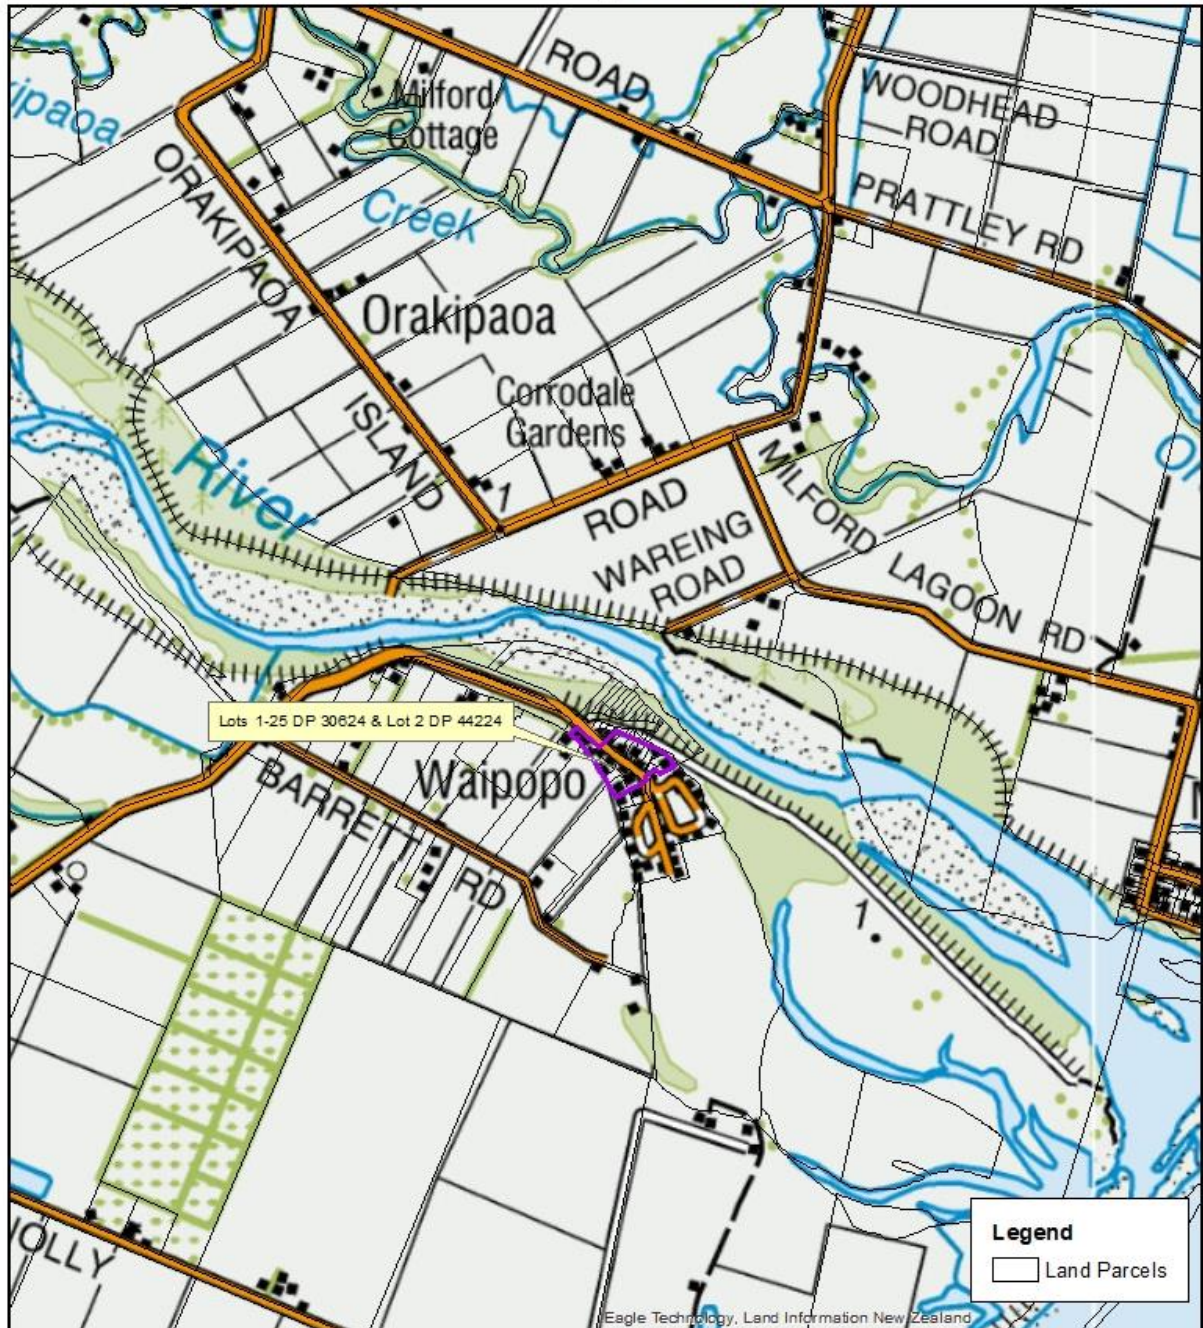 ROAD
WOODHEAD
ROAD
Milford
Cottage
ipaoa
PRATTLEY RD
ORAKIPAOA
Creek
Orakipaoa
Corrodale
Gardens
ISLAND
River
1
ROAD
MILFORD
LAGOON RD
WAREING
ROAD
Lots 1-25 DP 30624 & Lot 2 DP 44224
Waipopo
BARRETT
RD
1
Legend
Land Parcels
OLLY
Eagle Technology, Land Information New Zealand